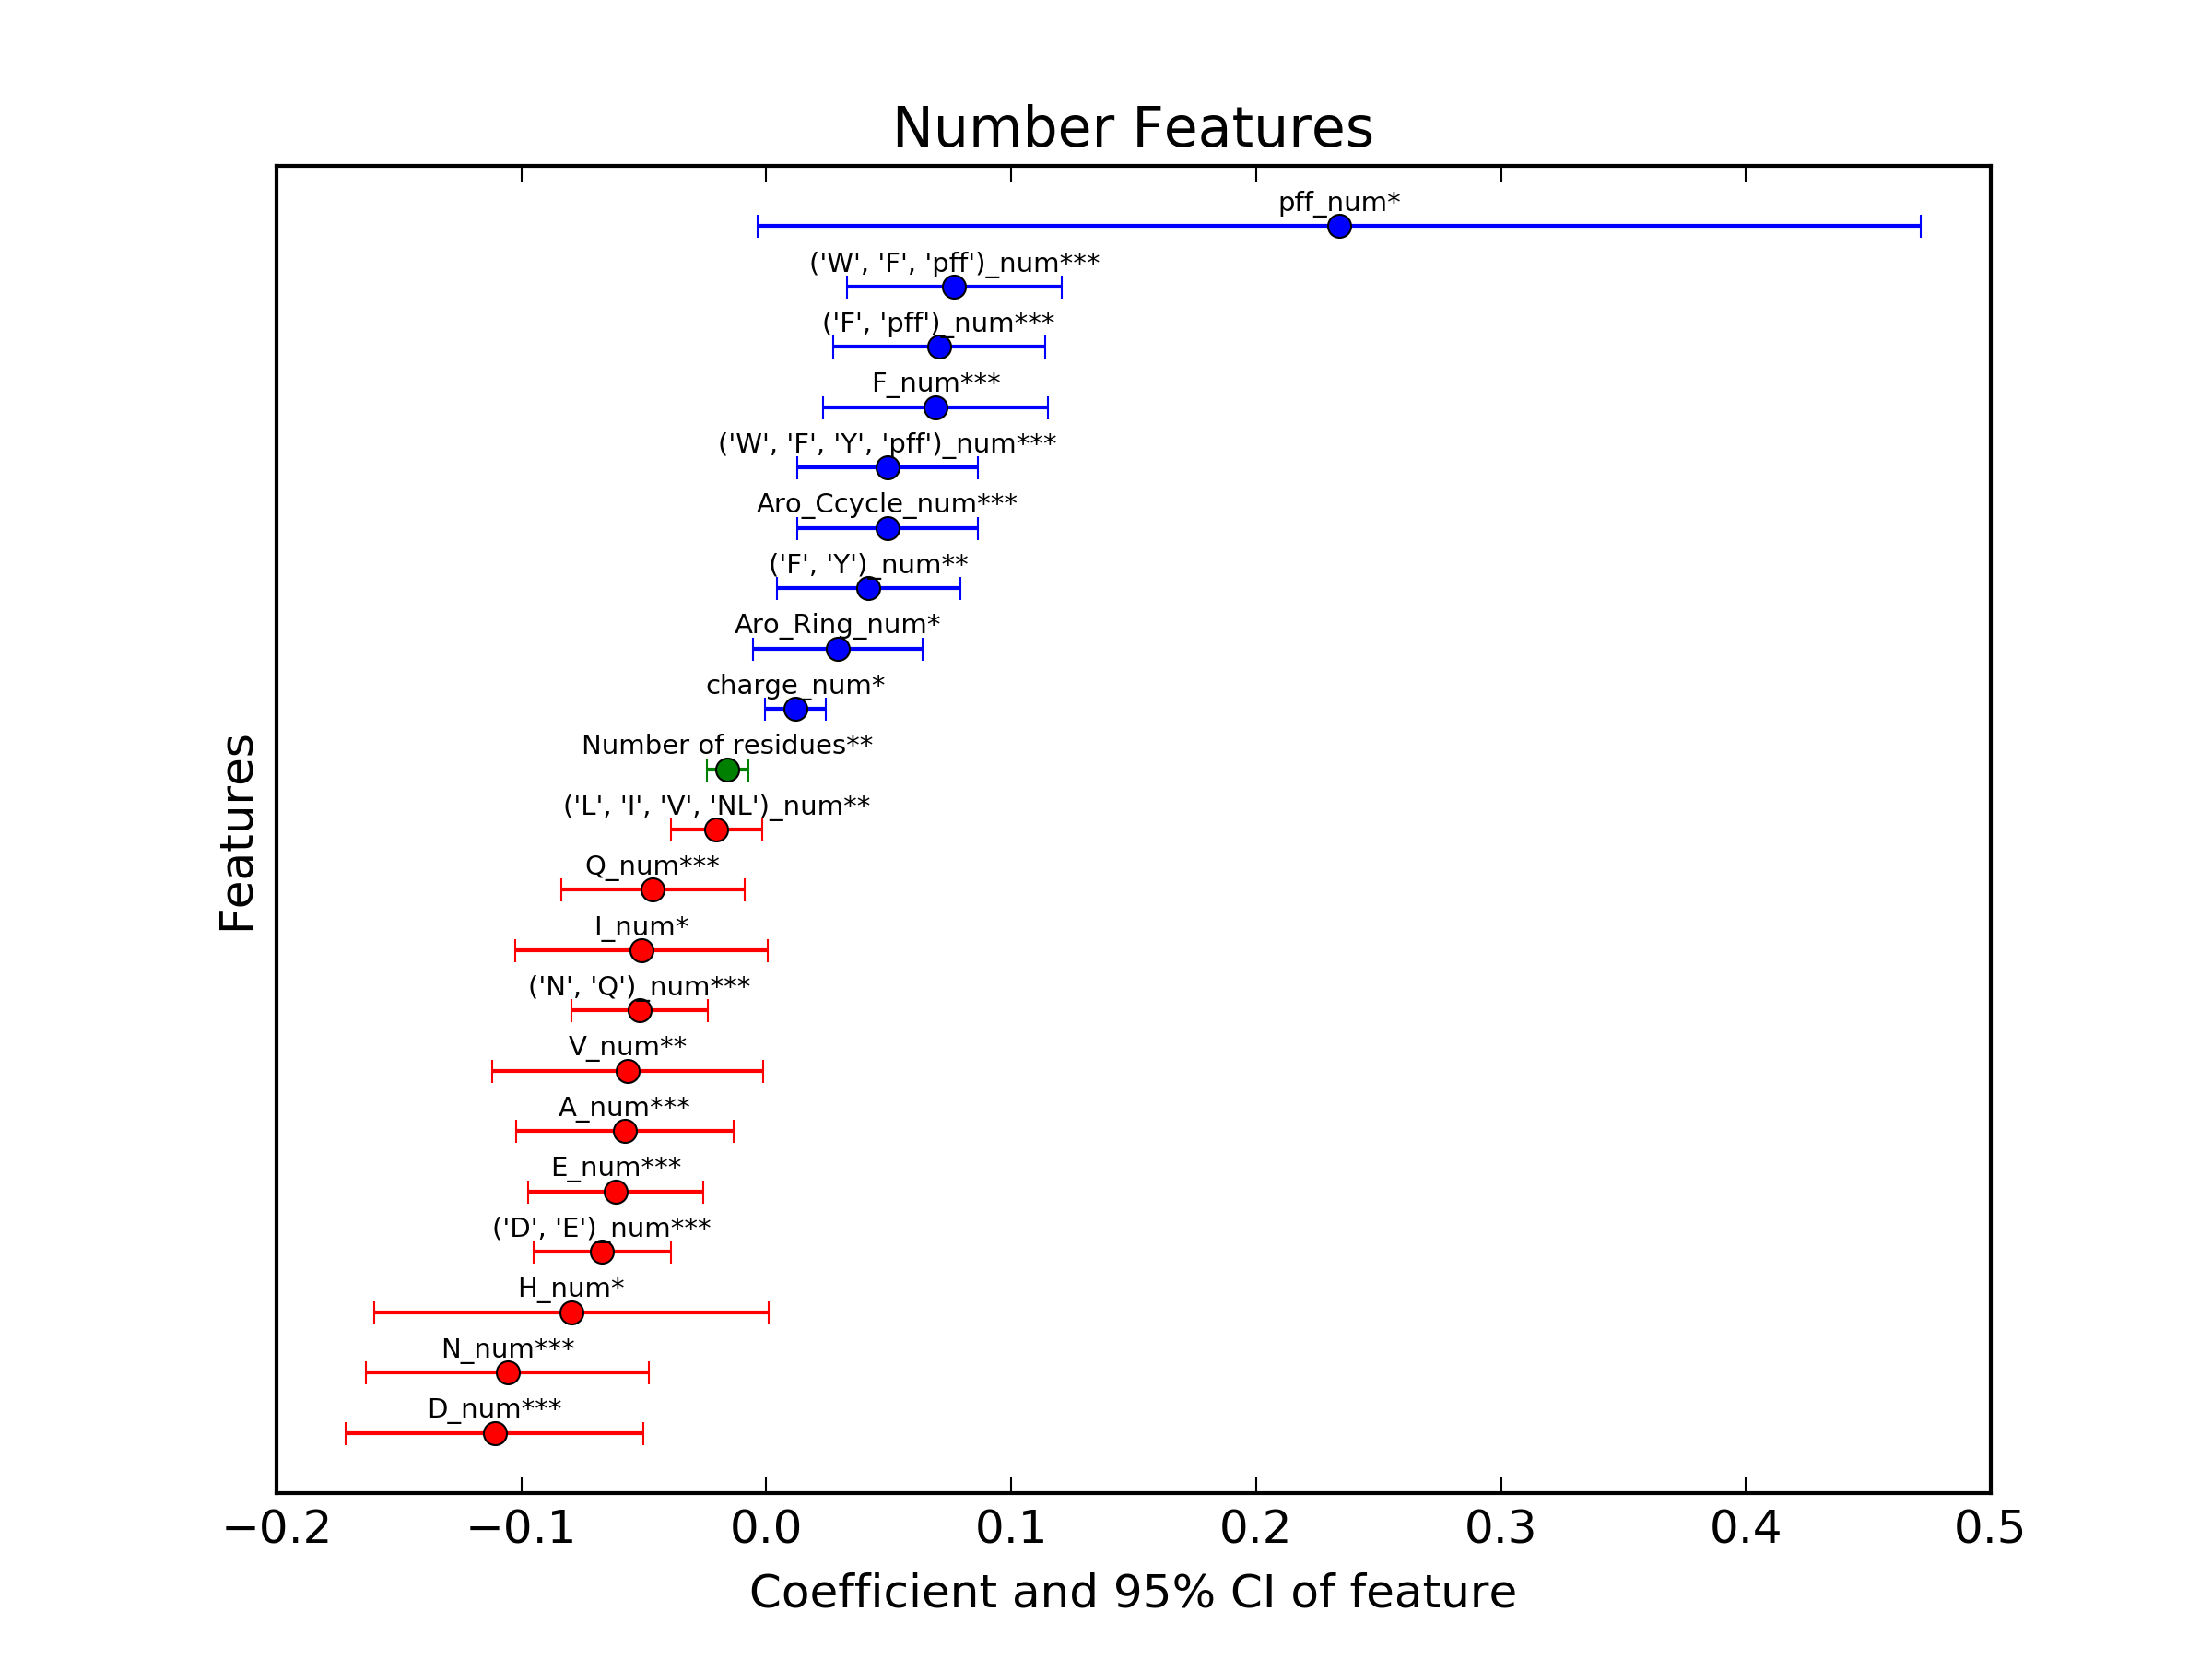 Number Features
pff_num*
('W', 'F', 'pff')_num***
('F', 'pff')_num***
F_num***
('W', 'F', 'Y', 'pff')_num***
Aro_Ccycle_num***
('F', 'Y')_num**
Aro_Ring_num*
charge_num*
Number of residues**
('L', 'I', 'V', 'NL')_num**
Q_num***
I_num*
('N', 'Q')_num***
V_num**
A_num***
E_num***
('D', 'E')_num***
H_num*
N_num***
D_num***
Features
−0.2 −0.1 0.0 0.1 0.2 0.3 0.4 0.5
Coefficient and 95% CI of feature